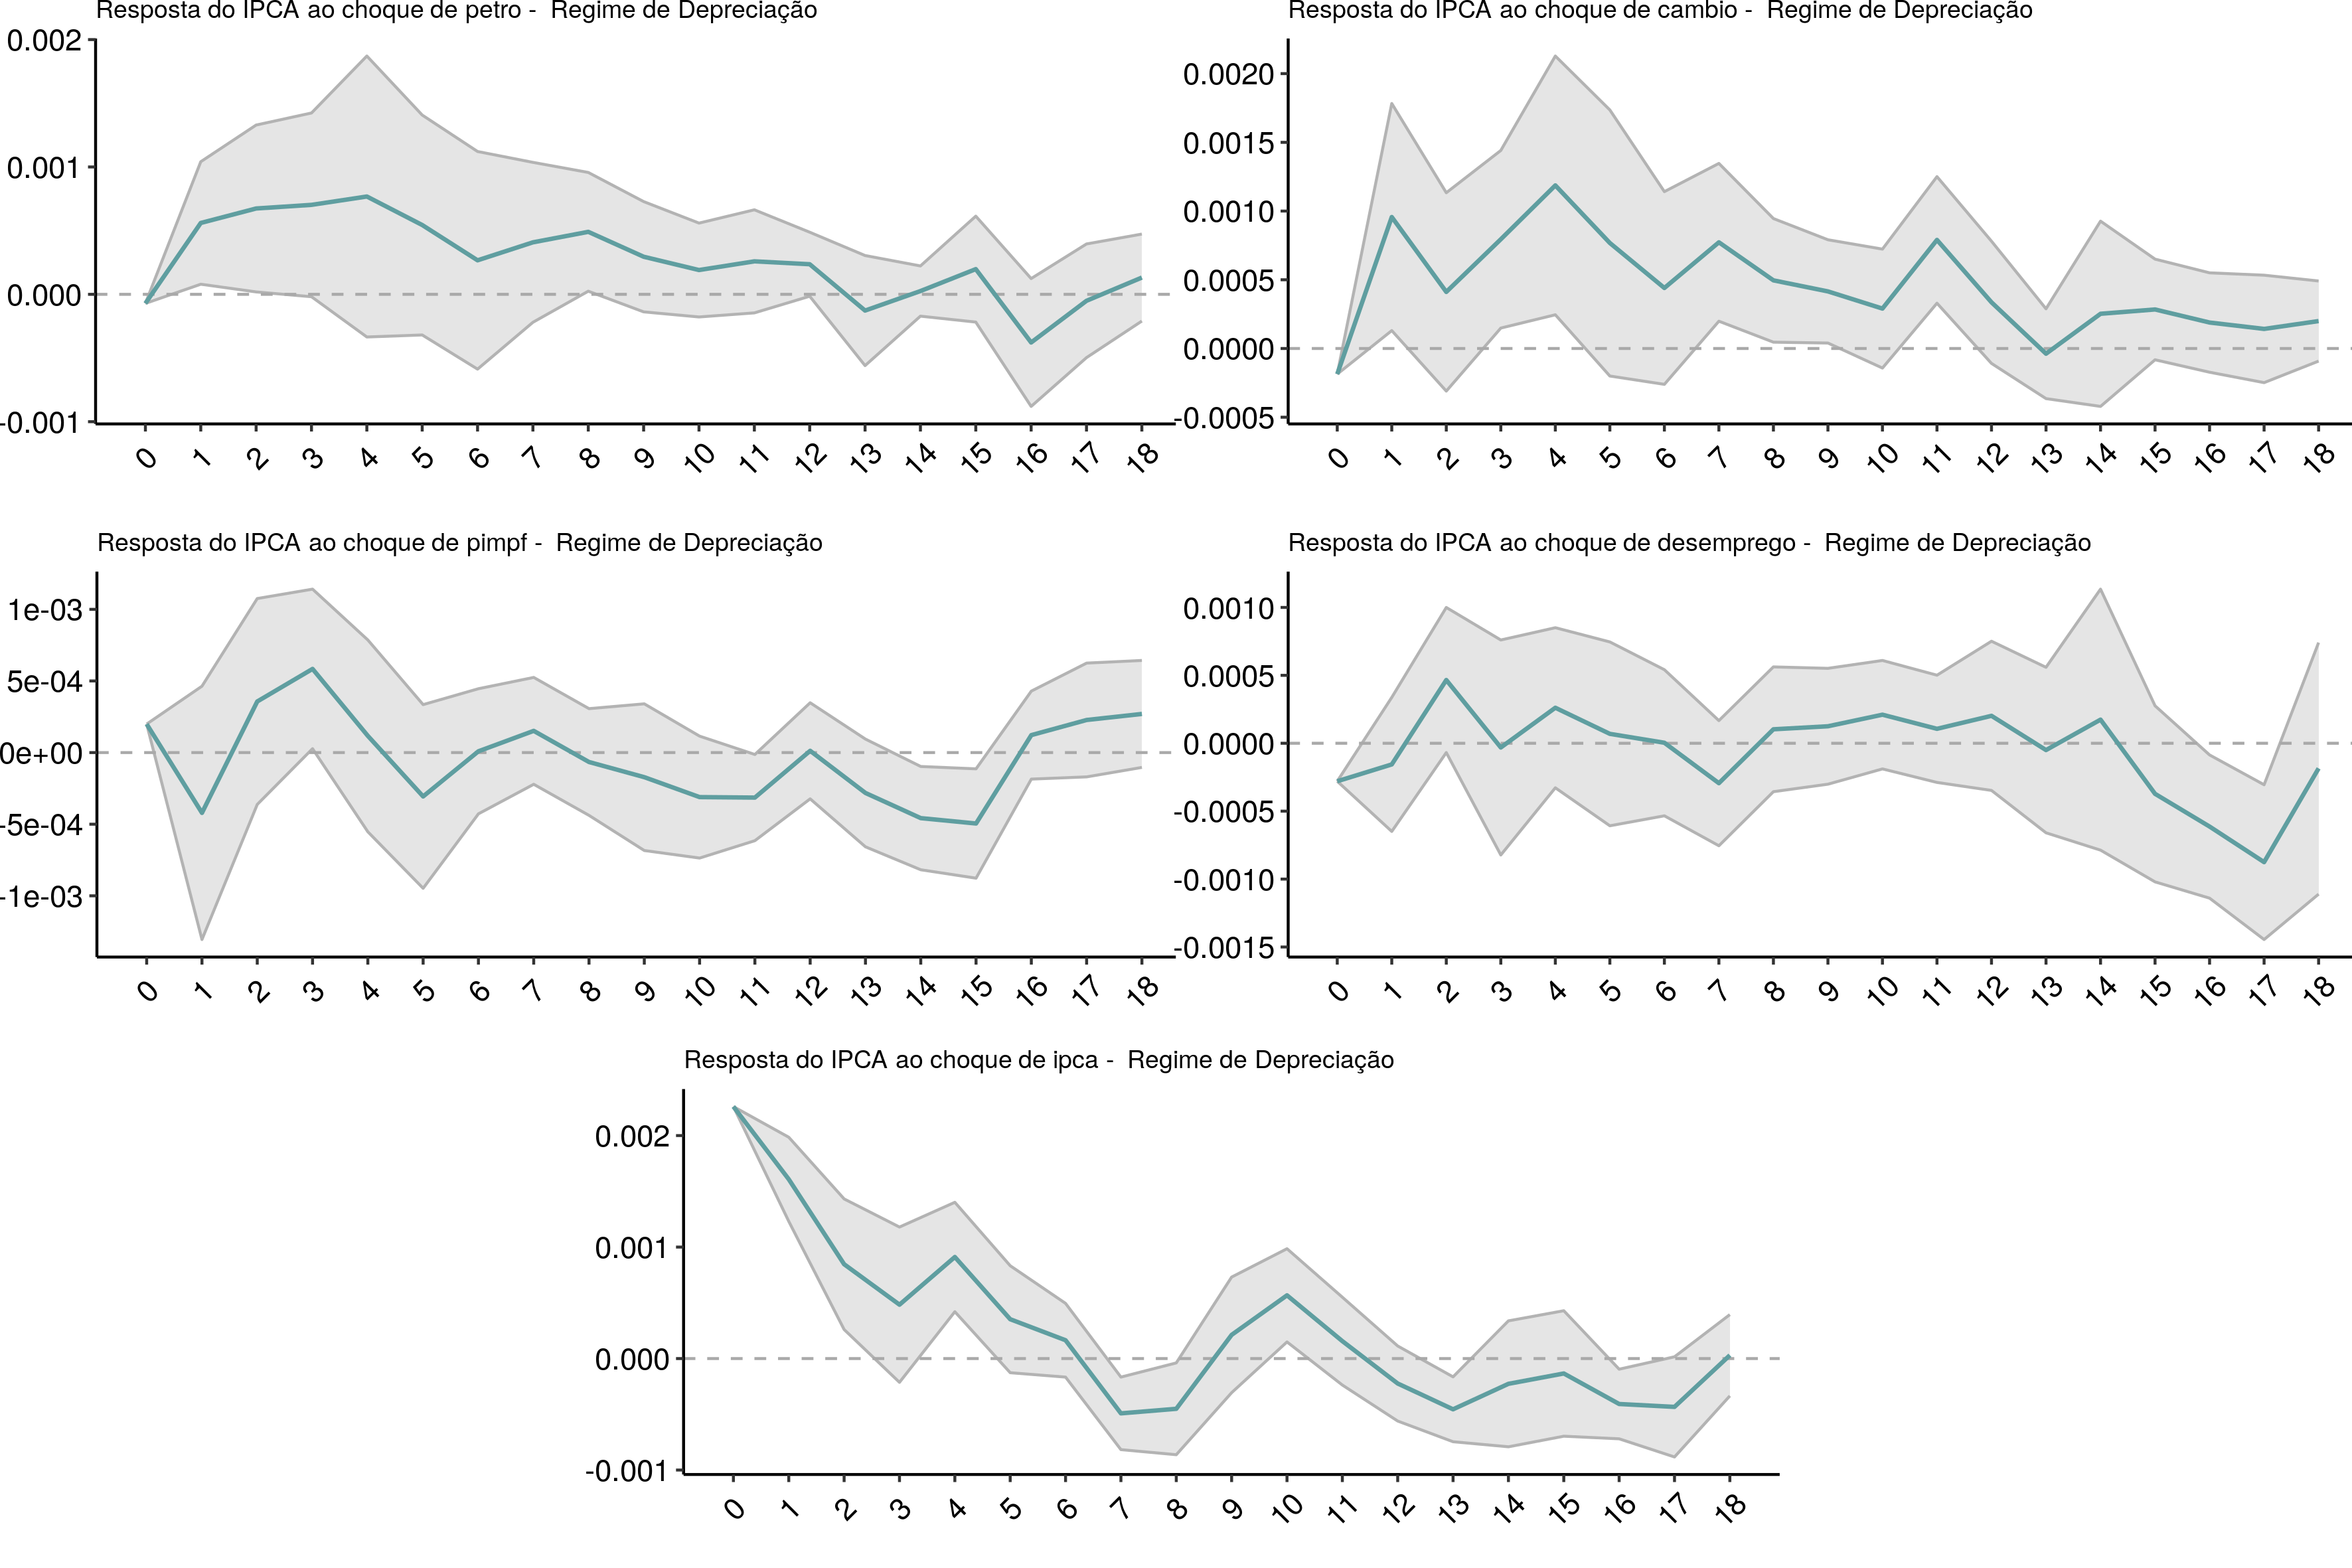 Resposta do IPCA ao choque de petro - Regime de Depreciação
0.002
0.001
0.000
-0.001
0 1 2 3 4 5 6 7 8 9 10 11 12 13 14 15 16 17 18
Resposta do IPCA ao choque de cambio - Regime de Depreciação
0.0020
0.0015
0.0010
0.0005
0.0000
-0.0005
0 1 2 3 4 5 6 7 8 9 10 11 12 13 14 15 16 17 18
Resposta do IPCA ao choque de pimpf - Regime de Depreciação
1e-03
5e-04
0e+00
-5e-04
-1e-03
0 1 2 3 4 5 6 7 8 9 10 11 12 13 14 15 16 17 18
Resposta do IPCA ao choque de desemprego - Regime de Depreciação
0.0010
0.0005
0.0000
-0.0005
-0.0010
-0.0015
0 1 2 3 4 5 6 7 8 9 10 11 12 13 14 15 16 17 18
Resposta do IPCA ao choque de ipca - Regime de Depreciação
0.002
0.001
0.000
-0.001
0 1 2 3 4 5 6 7 8 9 10 11 12 13 14 15 16 17 18